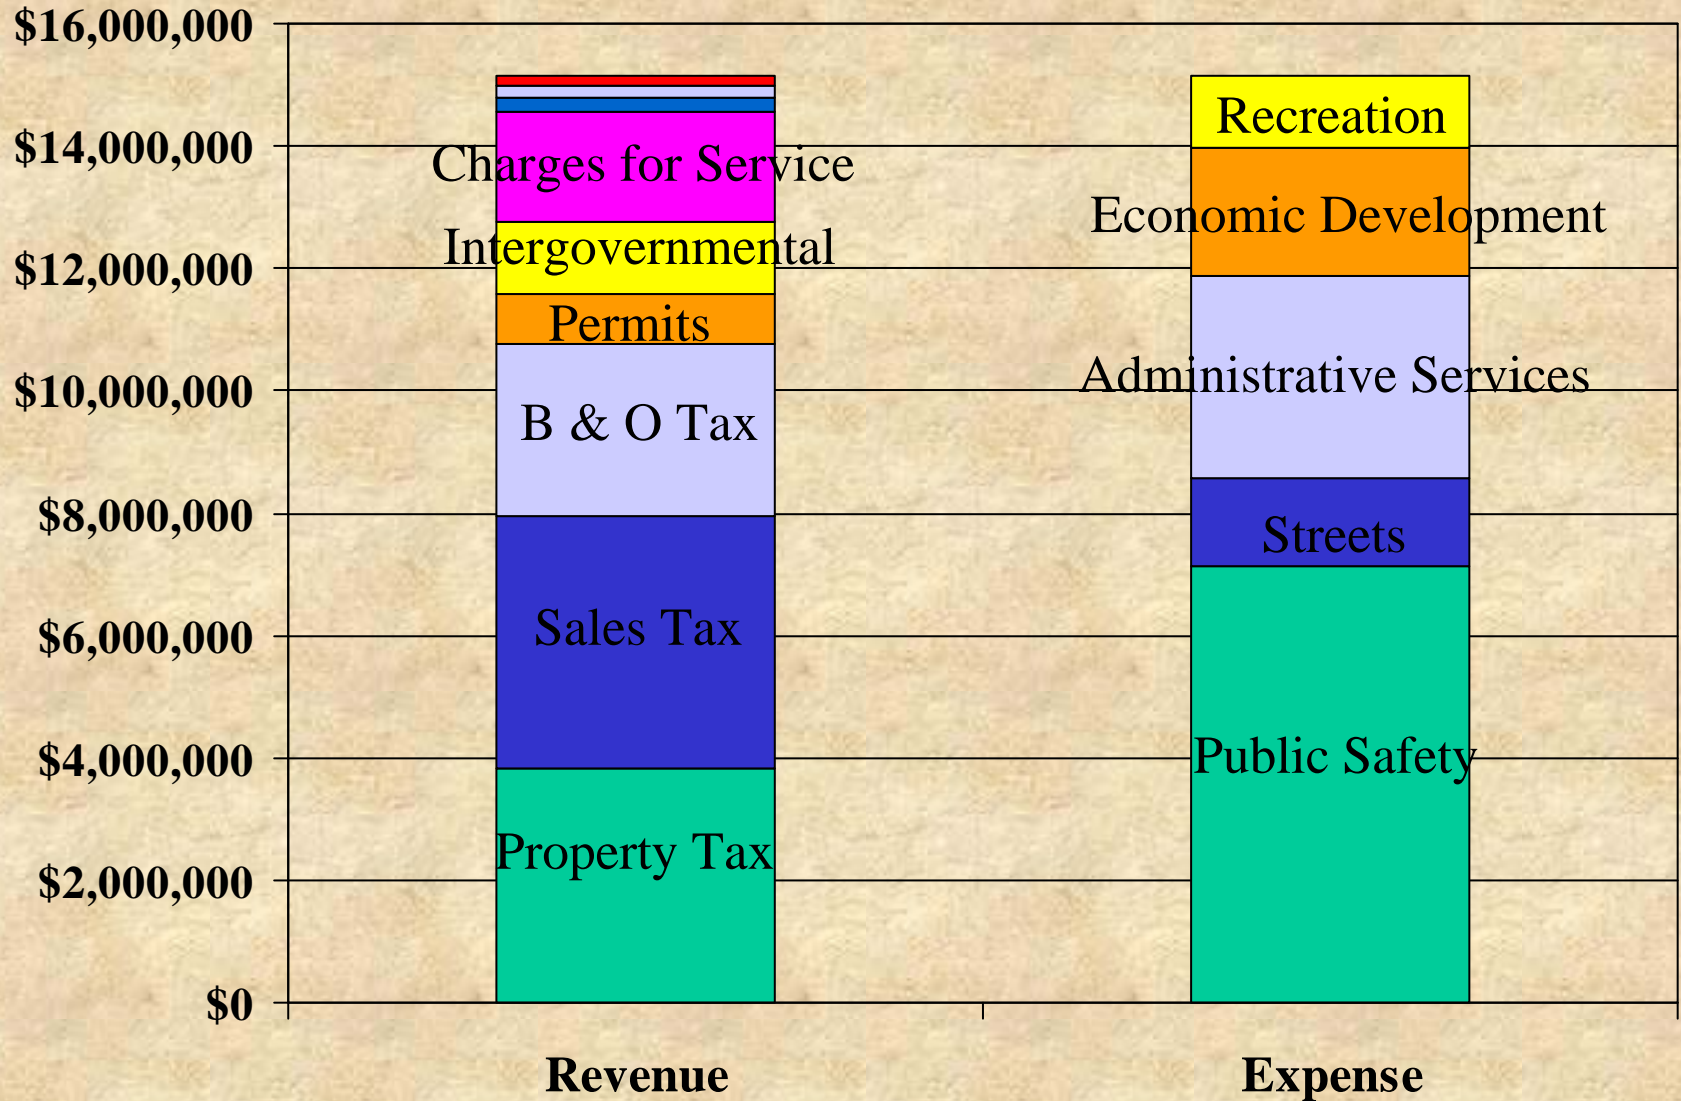 $16,000,000
$14,000,000
$12,000,000
$10,000,000
$8,000,000
$6,000,000
$4,000,000
$2,000,000
$0
Charges for Service
Intergovernmental
Permits
B & O Tax
Sales Tax
Property Tax
Recreation
Economic Development
Administrative Services
Streets
Public Safety
Revenue
Expense